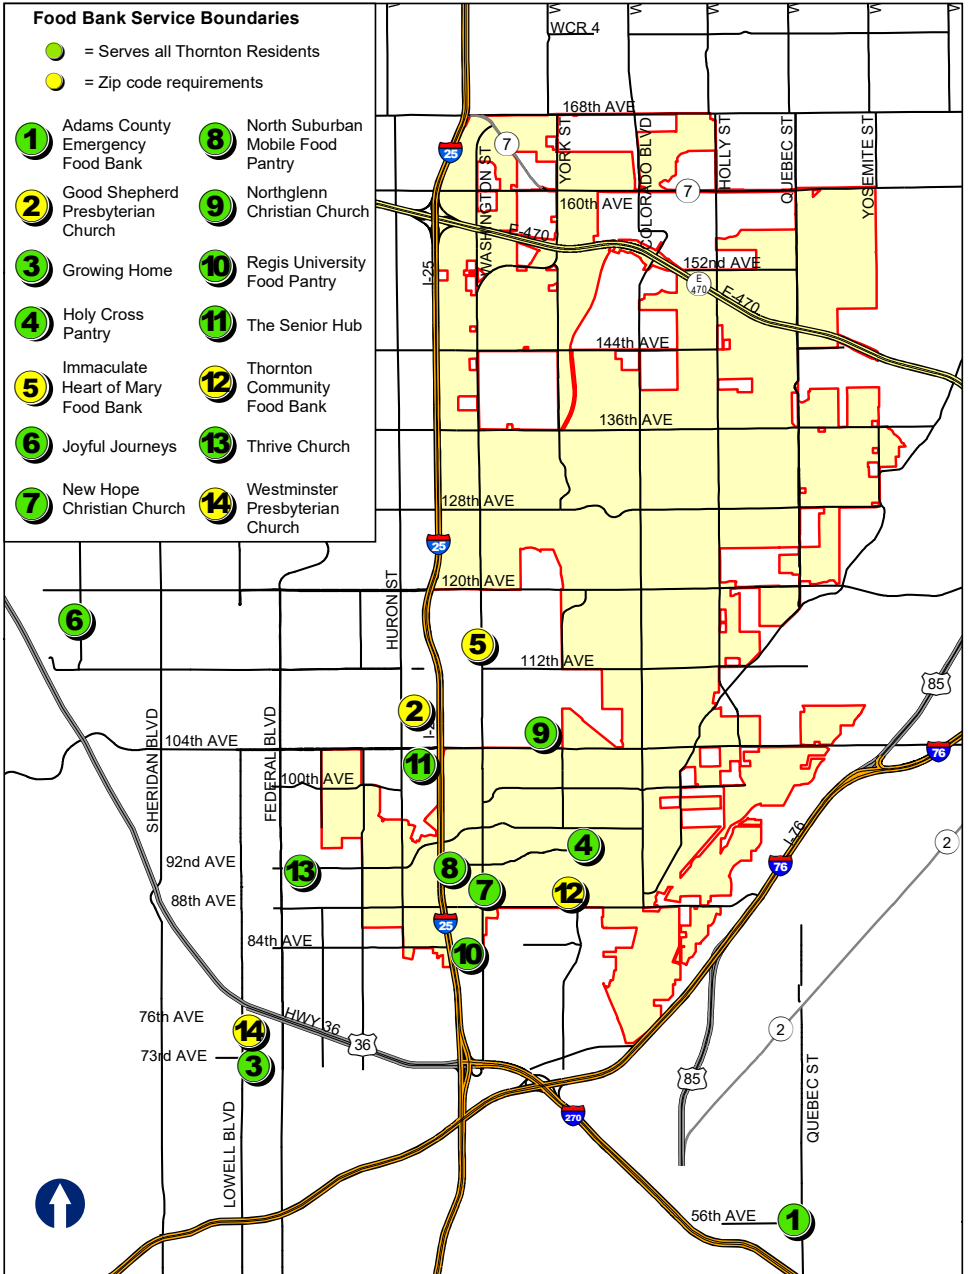 Food Bank Service Boundaries
= Serves all Thornton Residents
= Zip code requirements
1
Adams County
Emergency
Food Bank
2
Good Shepherd
Presbyterian
Church
3
Growing Home
4
Holy Cross
Pantry
5
Immaculate
Heart of Mary
Food Bank
6
Joyful Journeys
7
New Hope
Christian Church
8
North Suburban
Mobile Food
Pantry
9
Northglenn
Christian Church
10
Regis University
Food Pantry
11
The Senior Hub
12
Thornton
Community
Food Bank
13
Thrive Church
14
Westminster
Presbyterian
Church
WCR 4
168th AVE
7
25
WASHINGTON ST
YORK ST
COLORADO BLVD
HOLLY ST
QUEBEC ST
YOSEMITE ST
7
160th AVE
E-470
I-25
152nd AVE
E
470
E-470
144th AVE
136th AVE
128th AVE
25
120th AVE
HURON ST
6
5
112th AVE
85
2
I-2
9
104th AVE
SHERIDAN BLVD
FEDERAL BLVD
11
76
100th AVE
I-76
2
4
92nd AVE
13
8
76
7
12
88th AVE
25
84th AVE
10
76th AVE
HWY 36
14
36
2
73rd AVE
3
85
QUEBEC ST
270
LOWELL BLVD
56th AVE
1